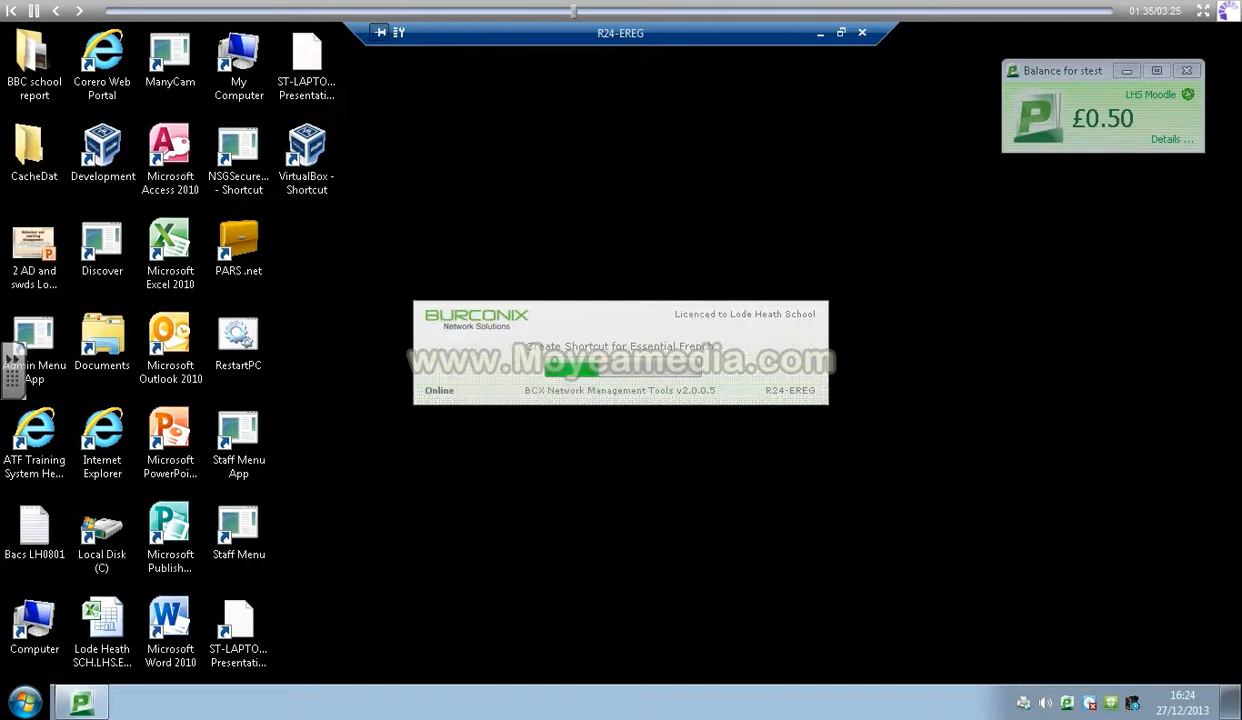 01:35/03:25
R24-EREG
BBC school
report
Corero Web
Portal
ManyCam
My
Computer
ST-LAPTO...
Presentati...
Balance for stest
LHS Moodle
£0.50
Details ...
CacheDat
Development
Microsoft
Access 2010
NSGSecure...
- Shortcut
VirtualBox -
Shortcut
2 AD and
swds Lo...
Discover
Microsoft
Excel 2010
PARS .net
BURCONIX
Network Solutions
Licenced to Lode Heath School
Create Shortcut for Essential French
www.Moyeamedia.com
Online
BCX Network Management Tools v2.0.0.5
R24-EREG
Admin Menu
App
Documents
Microsoft
Outlook 2010
RestartPC
ATF Training
System He...
Internet
Explorer
Microsoft
PowerPoi...
Staff Menu
App
Bacs LH0801
Local Disk
(C)
Microsoft
Publish...
Staff Menu
Computer
Lode Heath
SCH.LHS.E...
Microsoft
Word 2010
ST-LAPTO...
Presentati...
16:24
27/12/2013